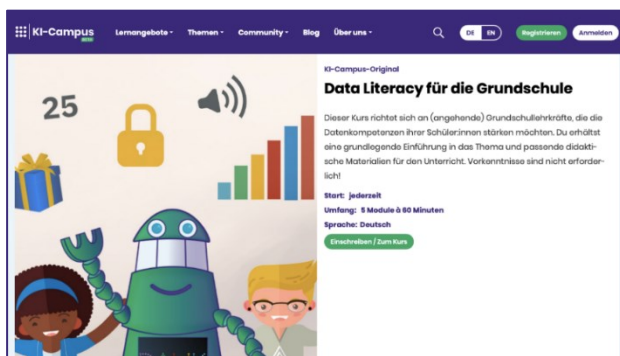 KI-Campus
BETA
Lernangebote
Themen
Community
Blog
Über uns
DE
EN
Registrieren
Anmelden
25
KI-Campus-Original
Data Literacy für die Grundschule
Dieser Kurs richtet sich an (angehende) Grundschullehrkräfte, die die
Datenkompetenzen ihrer Schüler:innen stärken möchten. Du erhältst
eine grundlegende Einführung in das Thema und passende didakti-
sche Materialien für den Unterricht. Vorkenntnisse sind nicht erforder-
lich!
Start: jederzeit
Umfang: 5 Module à 60 Minuten
Sprache: Deutsch
Einschreiben / Zum Kurs